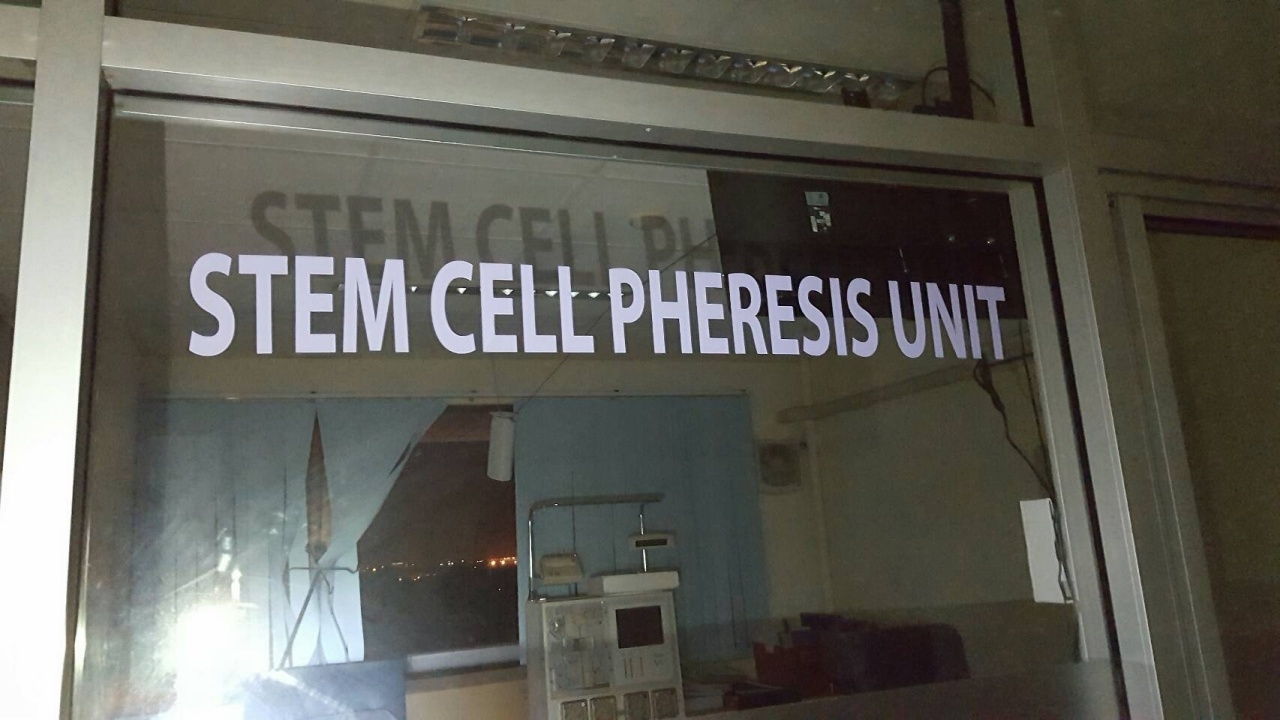 STEM CELL PHERESIS UNIT